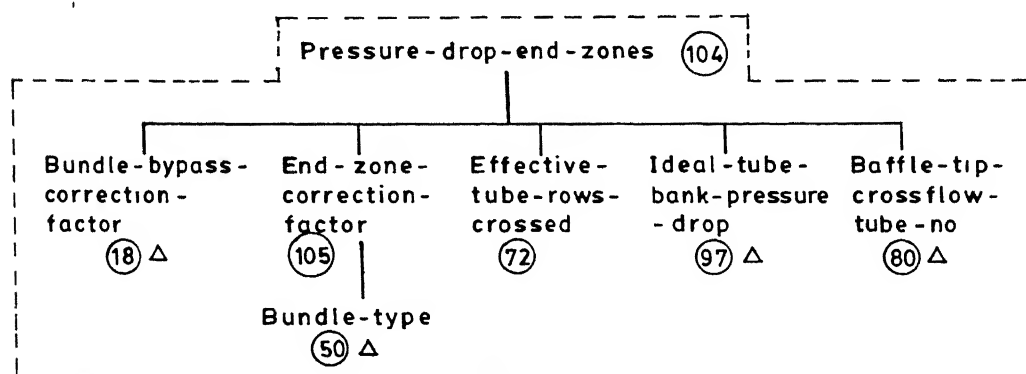 Pressure-drop-end-zones 104
Bundle-bypass-
correction-
factor
18 Δ
End-zone-
correction-
factor
105
Effective-
tube-rows-
crossed
72
Ideal-tube-
bank-pressure
-drop
97 Δ
Baffle-tip-
crossflow-
tube-no
80 Δ
Bundle-type
50 Δ